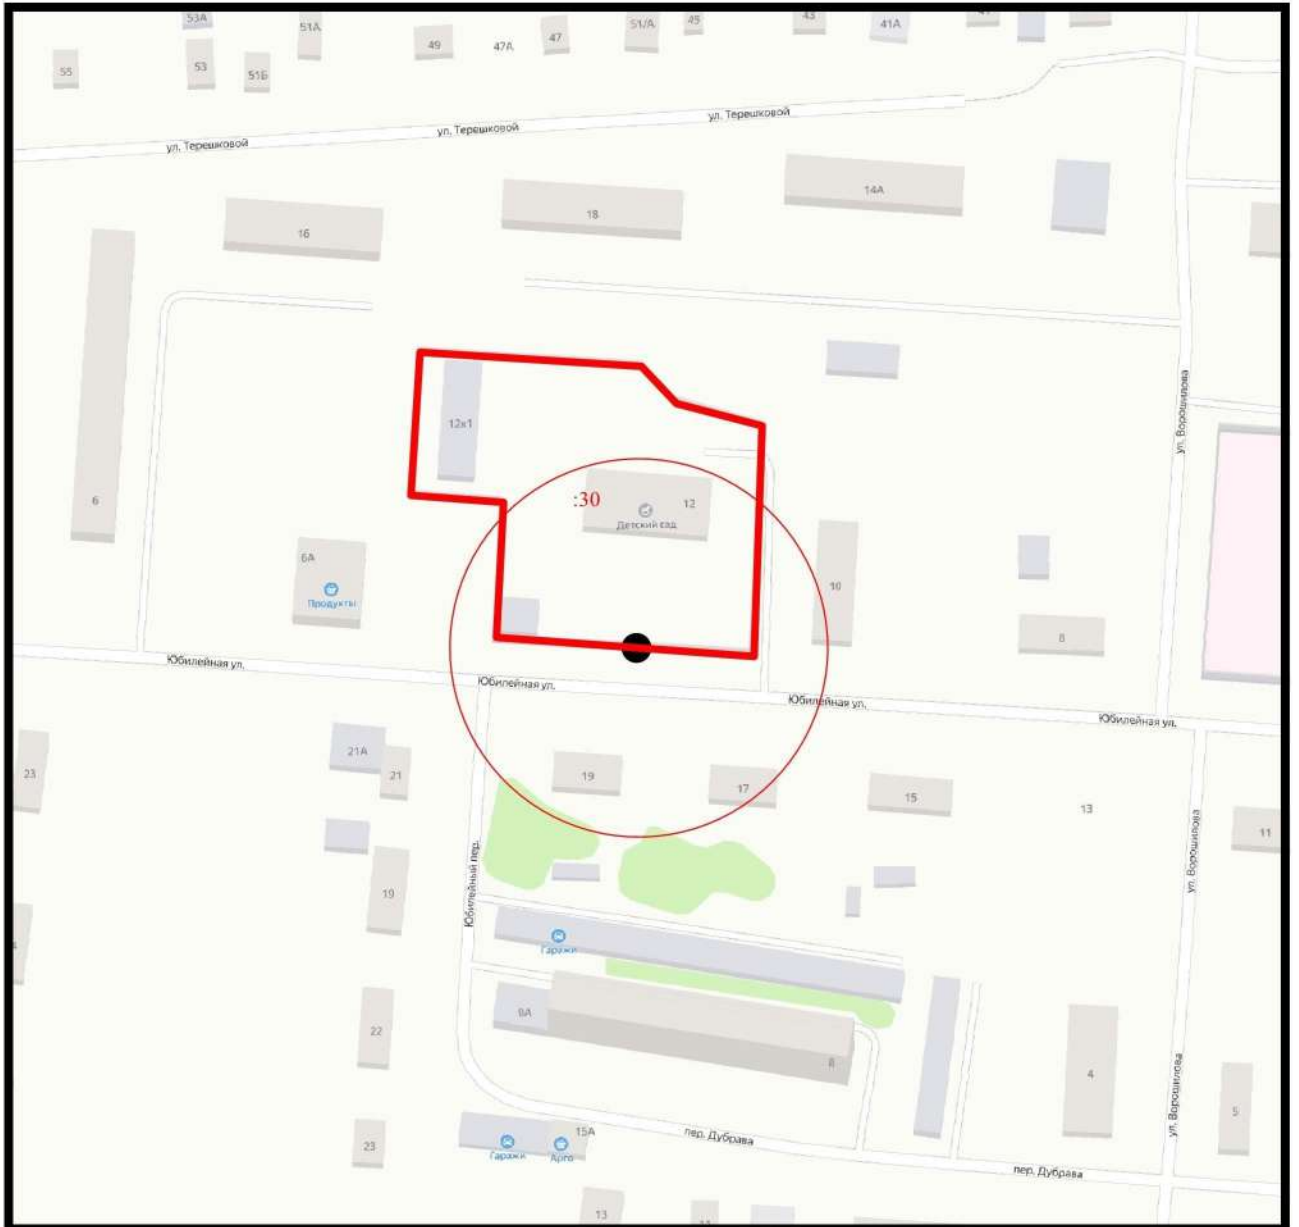 53А
51А
49
47А
47
51/А
45
43
41А
55
53
51Б
ул. Терешковой
ул. Терешковой
ул. Терешковой
16
18
14А
ул. Ворошилова
12к1
6
:30
12
Детский сад
6А
Продукты
10
8
Юбилейная ул.
Юбилейная ул.
Юбилейная ул.
Юбилейная ул.
23
21А
21
19
17
15
13
11
Юбилейный пер.
ул. Ворошилова
19
Гаражи
22
4
5
ул. Ворошилова
23
Гаражи
Арго
15А
пер. Дубрава
пер. Дубрава
13